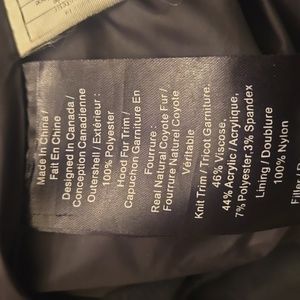 Made in China /
Fait En Chine
Designed In Canada /
Conception Canadienne
Outershell / Extérieur :
100% Polyester
Hood Fur Trim /
Capuchon Garniture En
Fourrure :
Real Natural Coyote Fur /
Fourrure Naturel Coyote
Véritable
Knit Trim / Tricot Garniture.
46% Viscose,
44% Acrylic / Acrylique,
7% Polyester, 3% Spandex
Lining / Doublure
100% Nylon